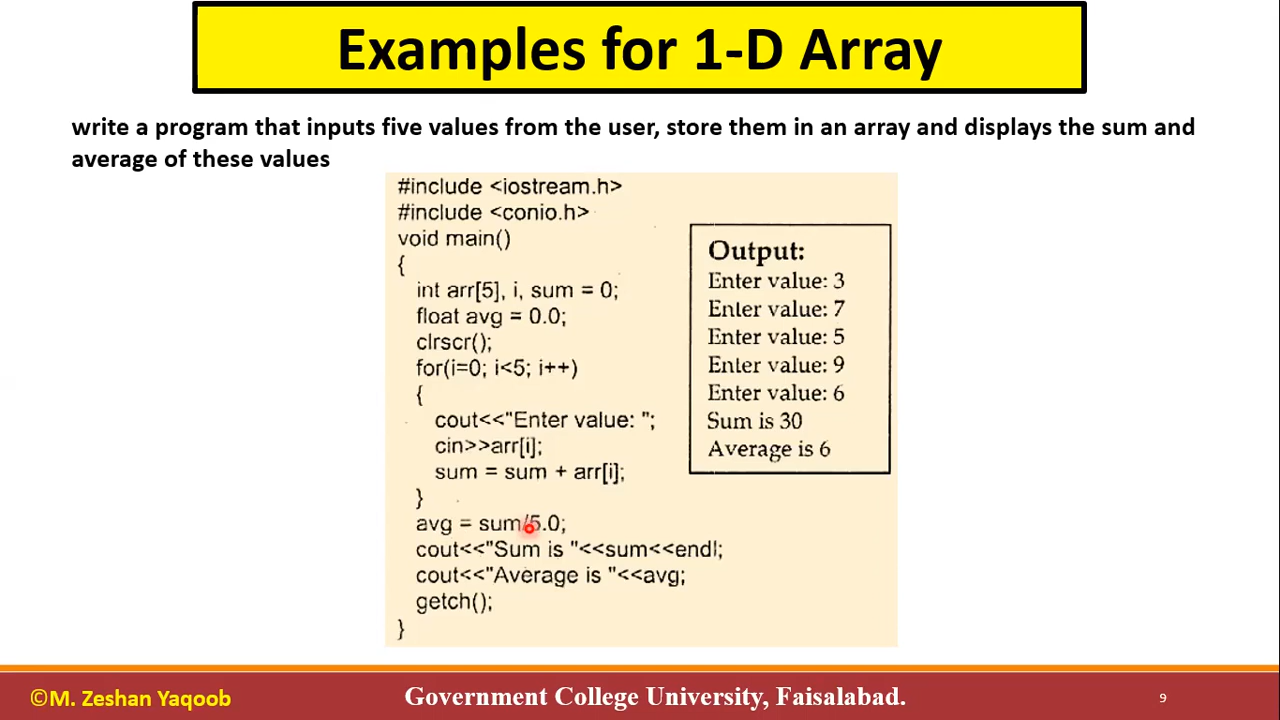 Examples for 1-D Array
write a program that inputs five values from the user, store them in an array and displays the sum and
average of these values
#include <iostream.h>
#include <conio.h>
void main()
{
int arr[5], i, sum = 0;
float avg = 0.0;
clrscr();
for(i=0; i<5; i++)
{
cout<<"Enter value: ";
cin>>arr[i];
sum = sum + arr[i];
}
avg = sum/5.0;
cout<<"Sum is "<<sum<<endl;
cout<<"Average is "<<avg;
getch();
}
Output:
Enter value: 3
Enter value: 7
Enter value: 5
Enter value: 9
Enter value: 6
Sum is 30
Average is 6
©M. Zeshan Yaqoob
Government College University, Faisalabad.
9